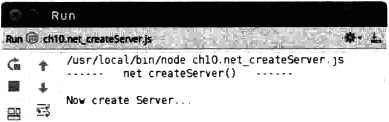 Run
Run ch10.net_createServer.js
/usr/local/bin/node ch10.net_createServer.js
------ net createServer() ------
Now create Server...